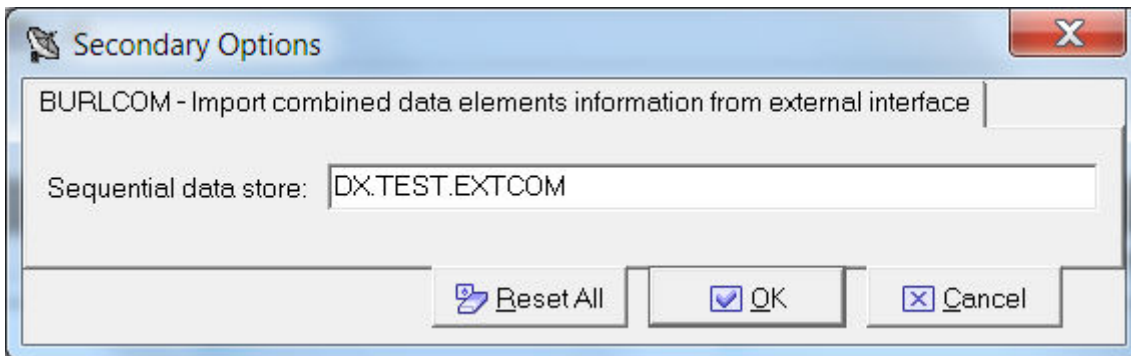 Secondary Options
BURLCOM - Import combined data elements information from external interface
Sequential data store: DX.TEST.EXTCOM
Reset All OK Cancel